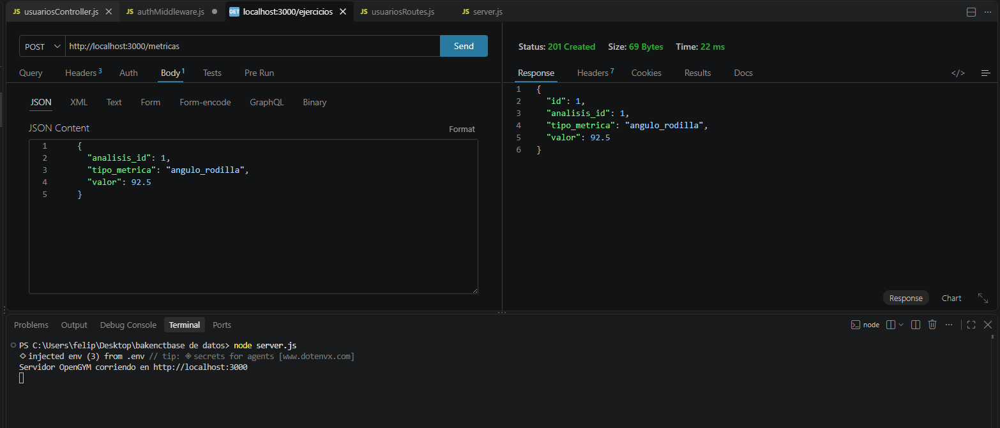 JS usuariosController.js JS authMiddleware.js GET localhost:3000/ejercicios JS usuariosRoutes.js JS server.js
POST http://localhost:3000/metricas Send
Query Headers 3 Auth Body 1 Tests Pre Run
JSON XML Text Form Form-encode GraphQL Binary
JSON Content Format
1 {
2 "analisis_id": 1,
3 "tipo_metrica": "angulo_rodilla",
4 "valor": 92.5
5 }
Status: 201 Created Size: 69 Bytes Time: 22 ms
Response Headers 7 Cookies Results Docs </>
1 {
2 "id": 1,
3 "analisis_id": 1,
4 "tipo_metrica": "angulo_rodilla",
5 "valor": 92.5
6 }
Response Chart
Problems Output Debug Console Terminal Ports node
PS C:\Users\felip\Desktop\bakenctbase de datos> node server.js
injected env (3) from .env // tip: ◈ secrets for agents [www.dotenvx.com]
Servidor OpenGYM corriendo en http://localhost:3000